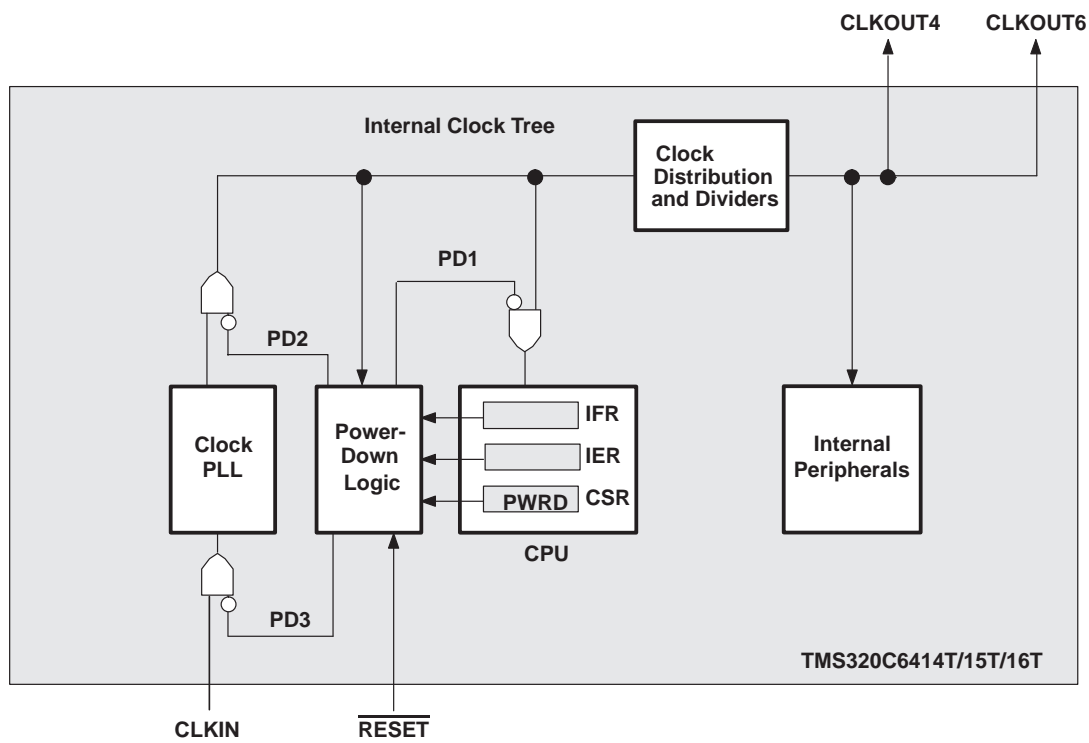 CLKOUT4
CLKOUT6
Internal Clock Tree
Clock
Distribution
and Dividers
PD1
PD2
Clock
PLL
Power-
Down
Logic
IFR
IER
PWRD
CSR
CPU
Internal
Peripherals
PD3
TMS320C6414T/15T/16T
CLKIN
RESET